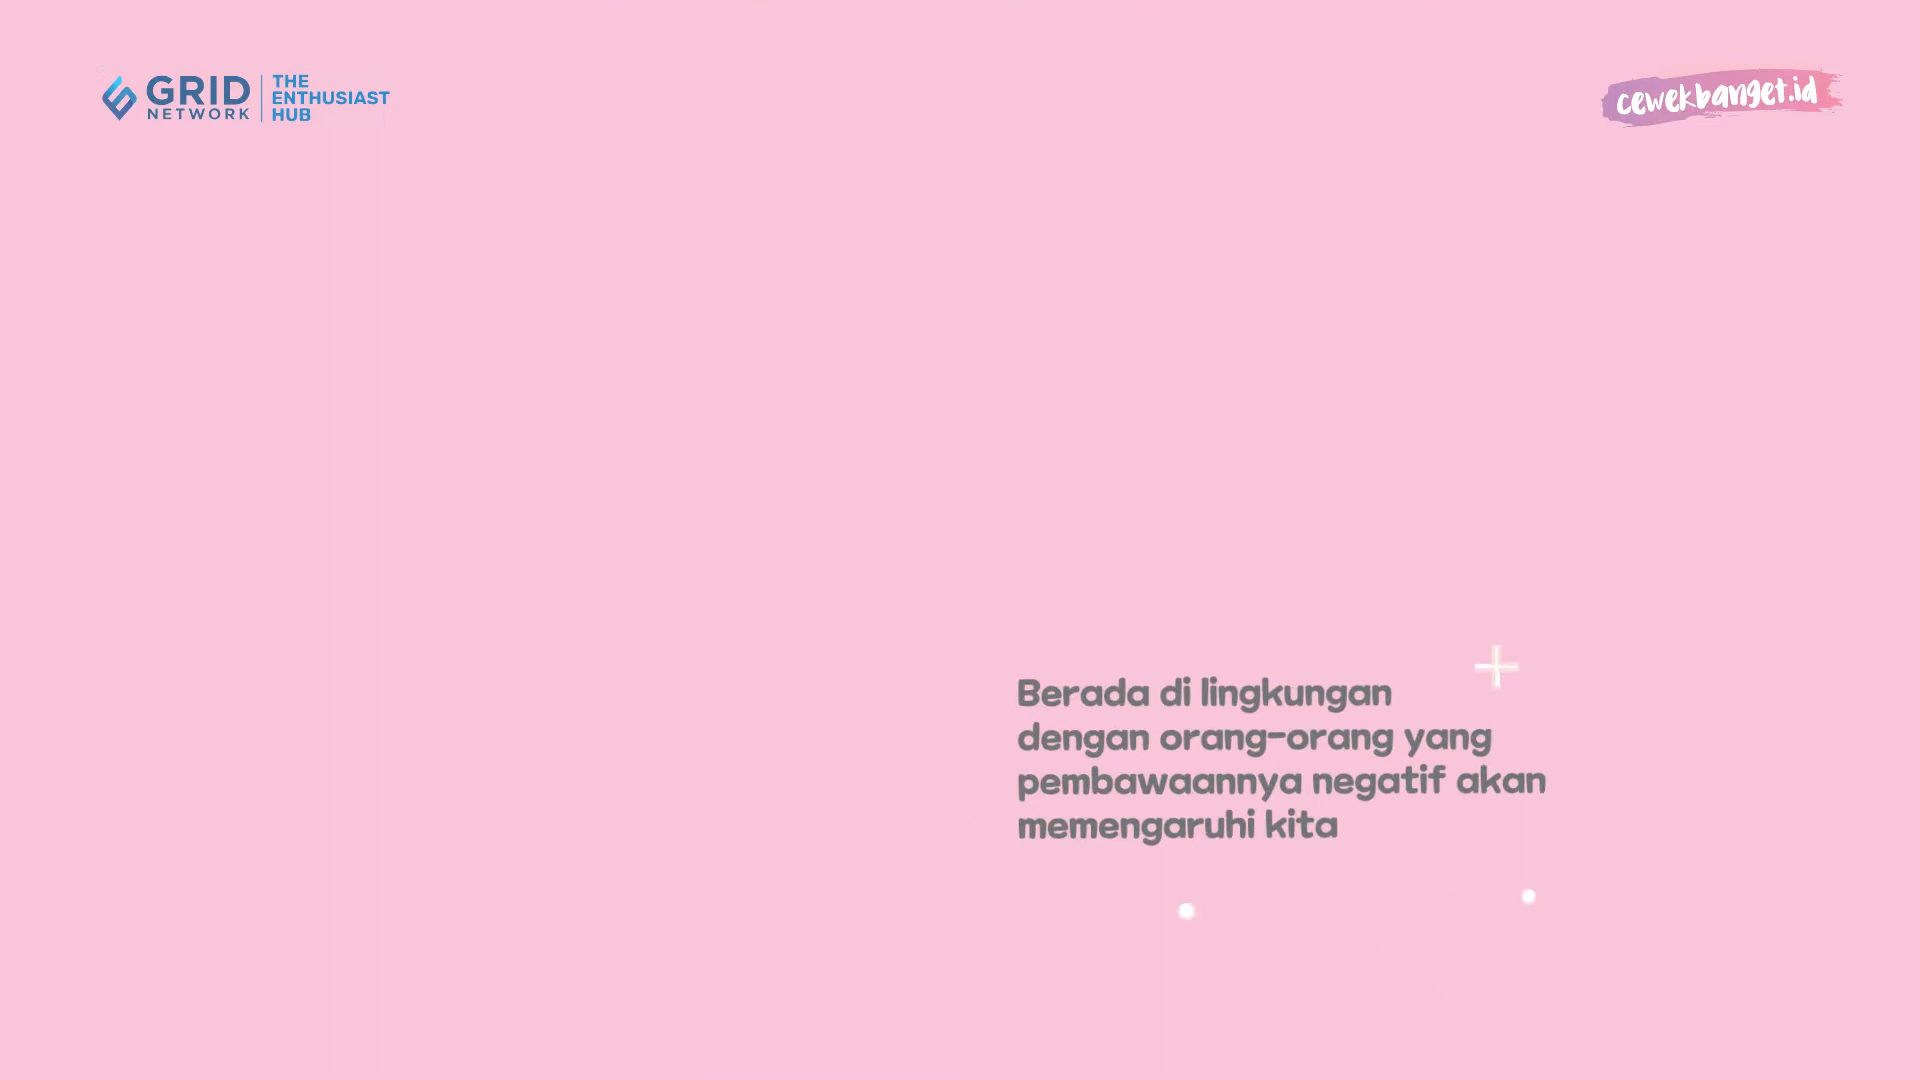 GRID
NETWORK
THE
ENTHUSIAST
HUB
cewekbanget.id
Berada di lingkungan
dengan orang-orang yang
pembawaannya negatif akan
memengaruhi kita